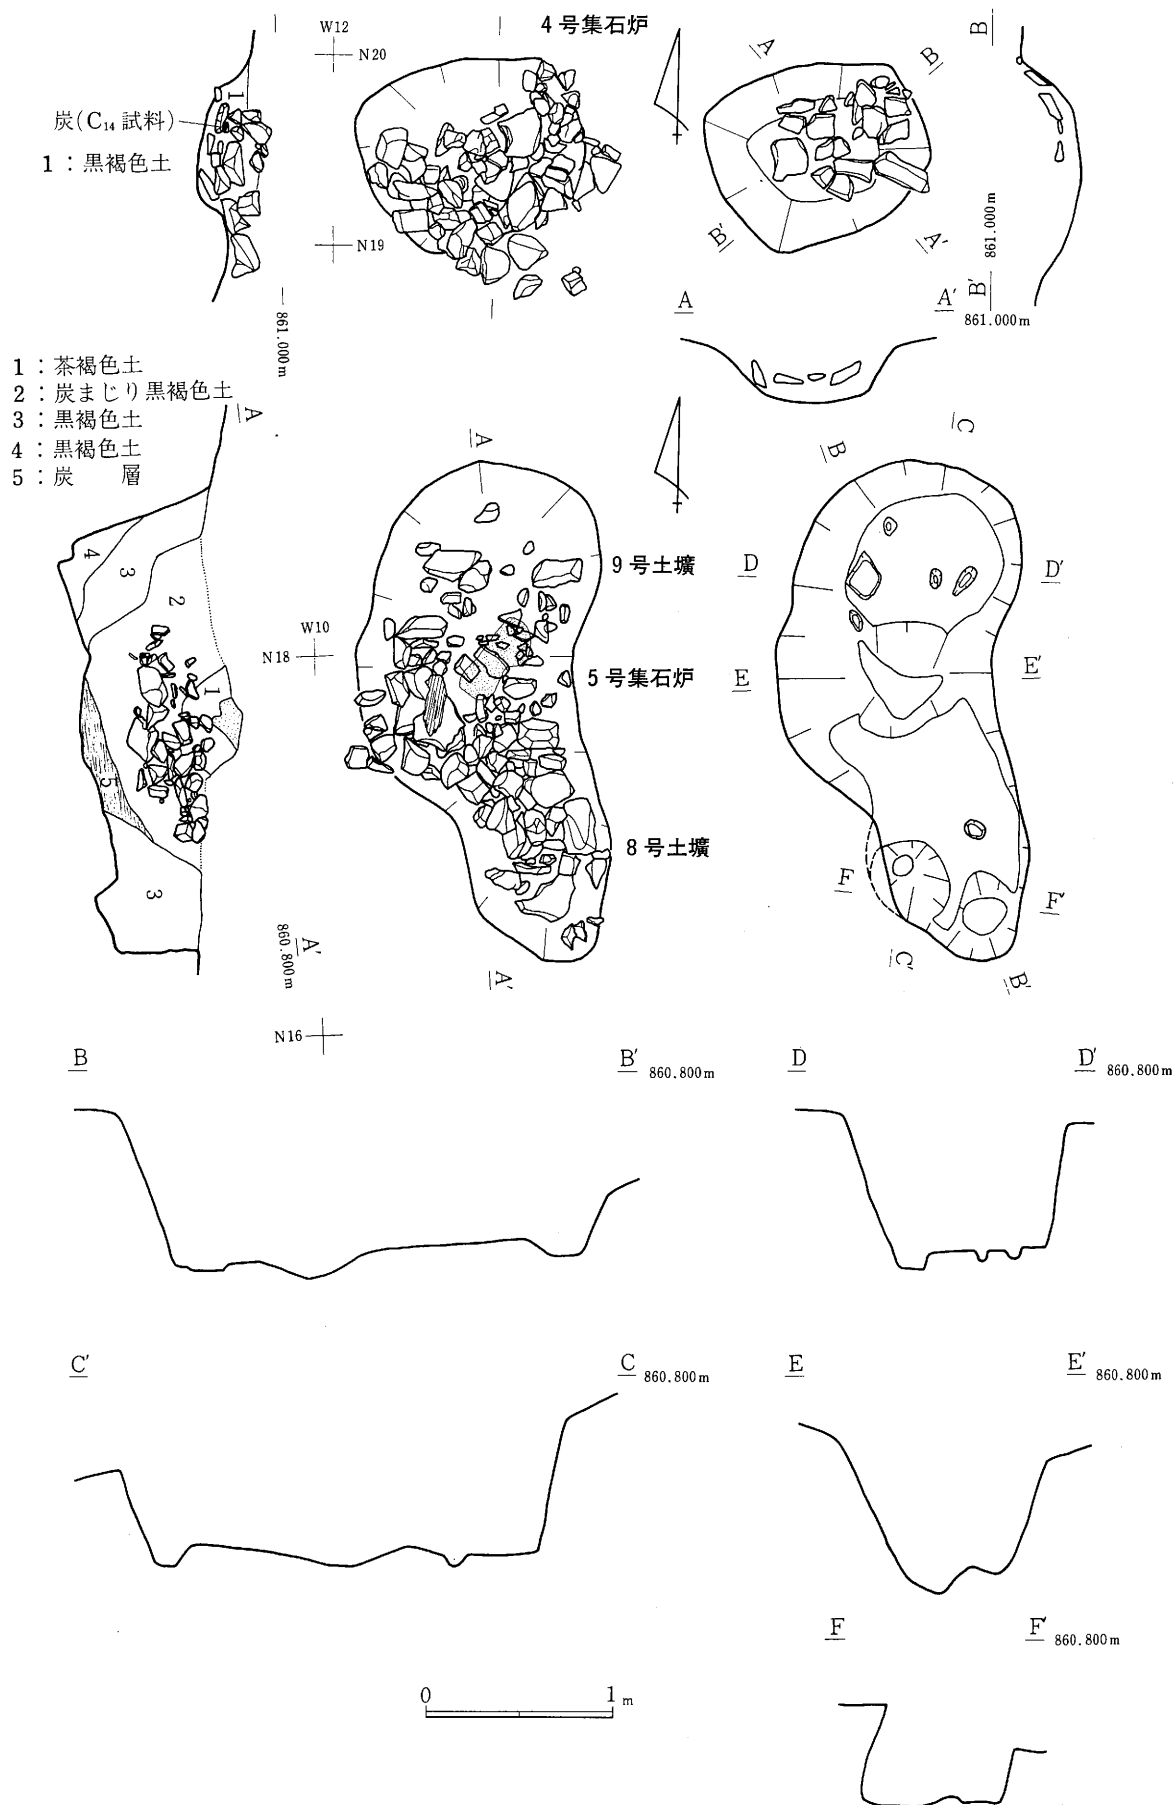 4号集石炉
W12
N20
炭(C₁₄試料)
1：黒褐色土
1
N19
861.000m
A
B
B'
A'
B
861.000m
B'
A
A'
861.000m
1：茶褐色土
2：炭まじり黒褐色土
3：黒褐色土
4：黒褐色土
5：炭　層
A
4
3
2
1
5
3
A'
860.800m
A
9号土壙
W10
N18
5号集石炉
8号土壙
A'
N16
B
C
D
D'
E
E'
F
F'
C'
B'
B
B' 860.800m
D
D' 860.800m
C'
C 860.800m
E
E' 860.800m
F
F' 860.800m
0
1 m